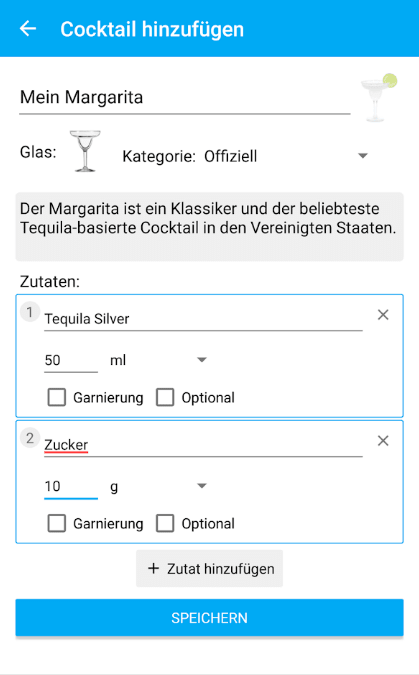 Cocktail hinzufügen
Mein Margarita
Glas:
Kategorie: Offiziell
Der Margarita ist ein Klassiker und der beliebteste
Tequila-basierte Cocktail in den Vereinigten Staaten.
Zutaten:
1 Tequila Silver
50 ml
Garnierung Optional
2 Zucker
10 g
Garnierung Optional
+ Zutat hinzufügen
SPEICHERN